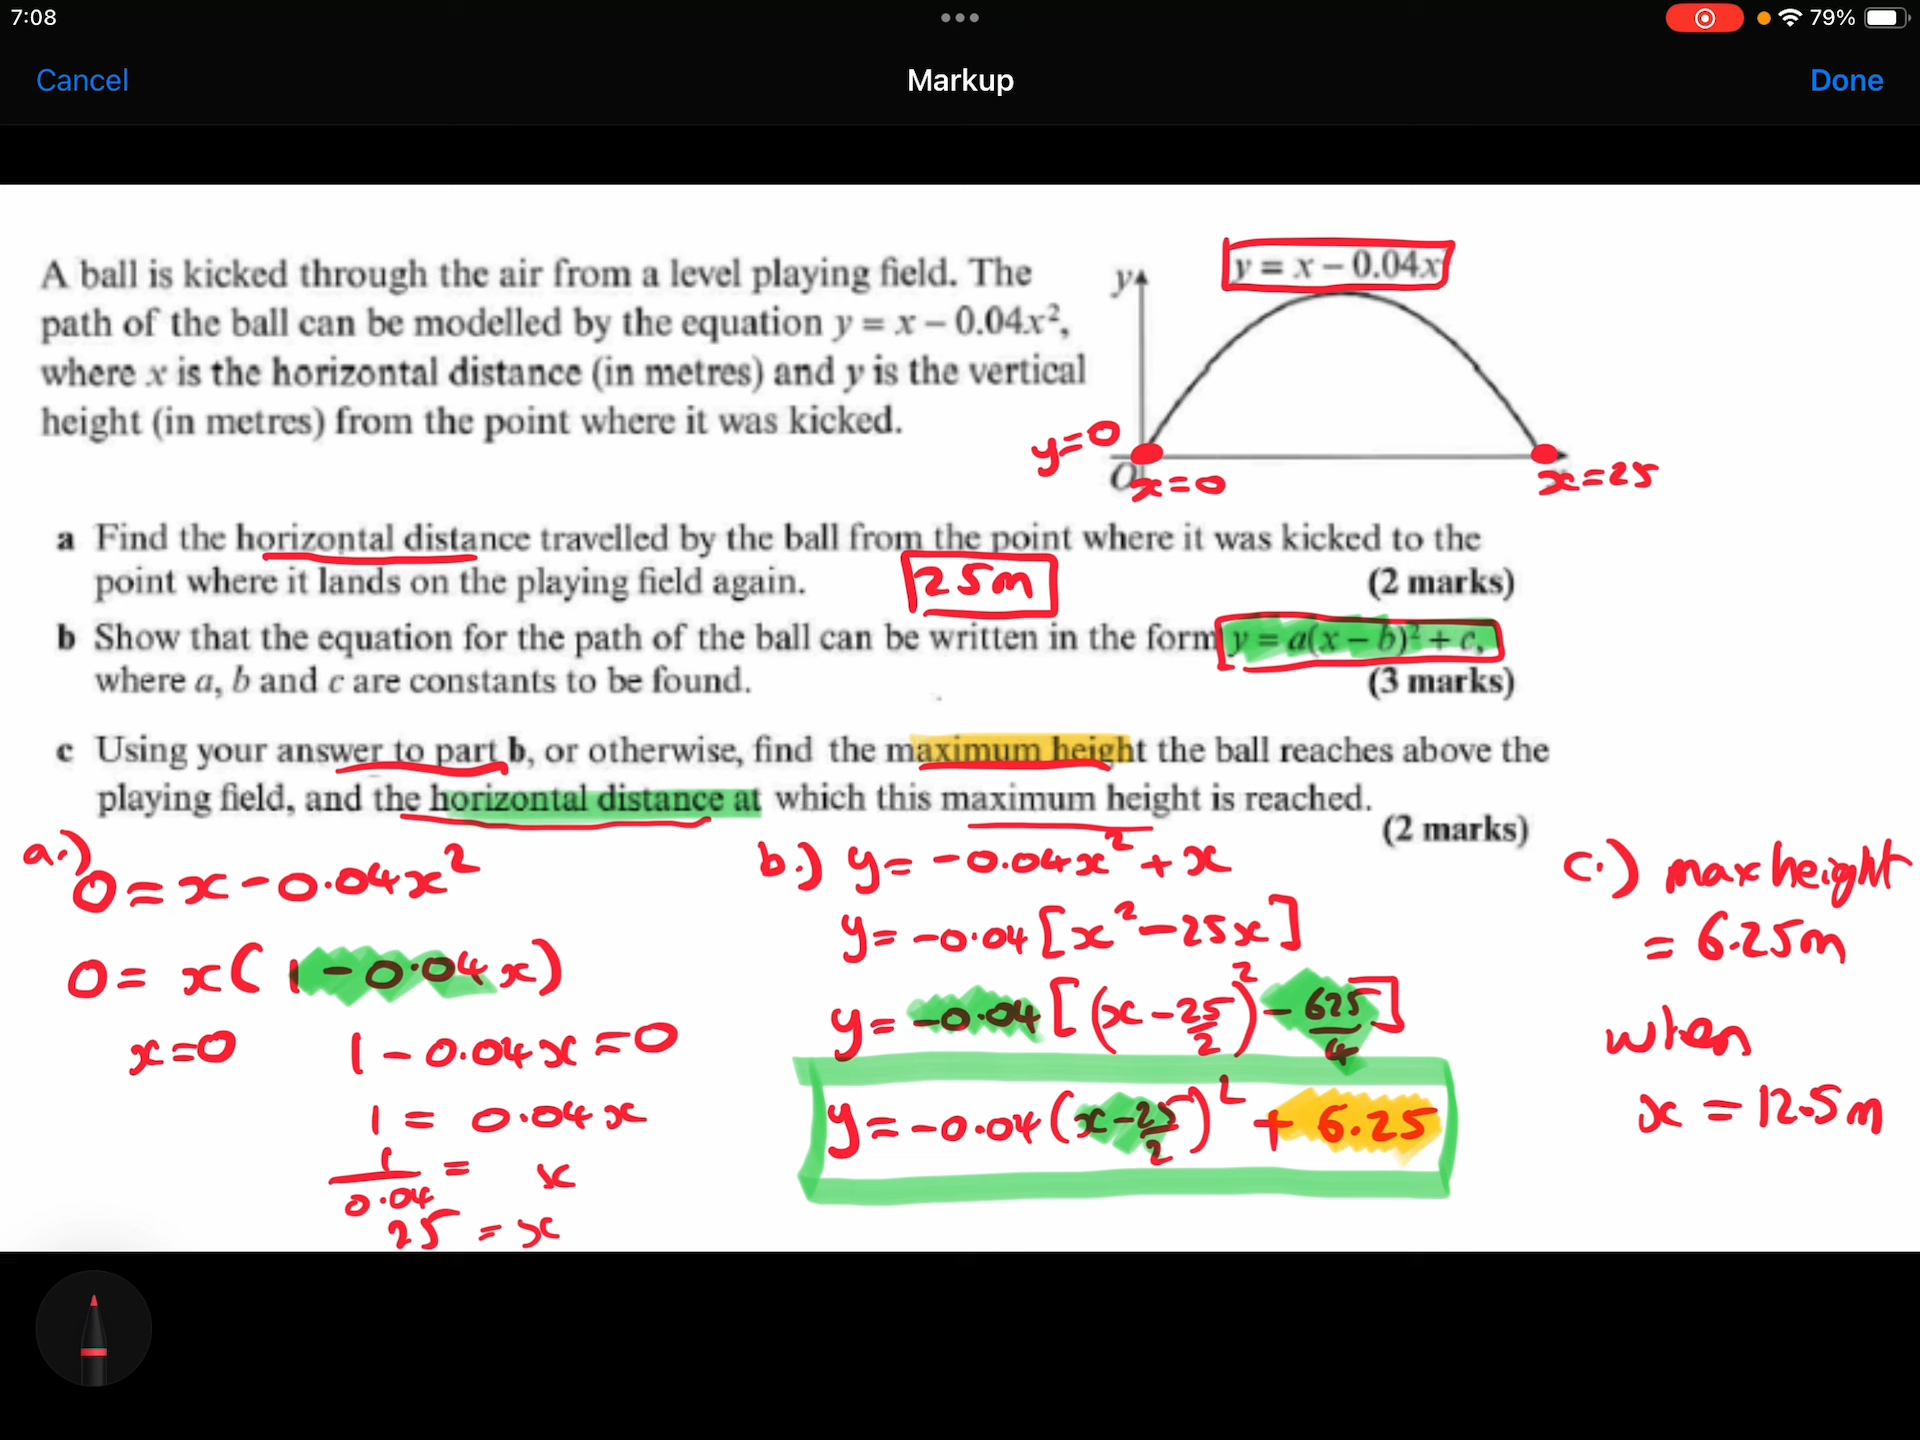 7:08
79%
Cancel
Markup
Done
A ball is kicked through the air from a level playing field. The
path of the ball can be modelled by the equation y = x – 0.04x²,
where x is the horizontal distance (in metres) and y is the vertical
height (in metres) from the point where it was kicked.
y
y = x – 0.04x
y=0
O
x=0
x=25
a Find the horizontal distance travelled by the ball from the point where it was kicked to the
point where it lands on the playing field again.
25m
(2 marks)
b Show that the equation for the path of the ball can be written in the form y = a(x – b)² + c,
where a, b and c are constants to be found.
(3 marks)
c Using your answer to part b, or otherwise, find the maximum height the ball reaches above the
playing field, and the horizontal distance at which this maximum height is reached.
(2 marks)
a.)
0 = x - 0.04x²
0 = x(1 - 0.04x)
x=0 1 - 0.04x = 0
1 = 0.04x
1/0.04 = x
25 = x
b.) y = -0.04x² + x
y = -0.04[x² - 25x]
y = -0.04[(x - 25/2)² - 625/4]
y = -0.04(x - 25/2)² + 6.25
c.) max height
= 6.25m
when
x = 12.5m